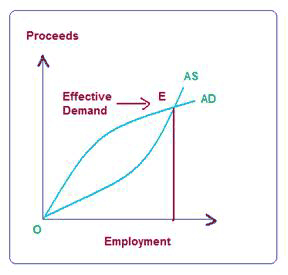 Proceeds
AS
Effective
Demand
E
AD
O
Employment